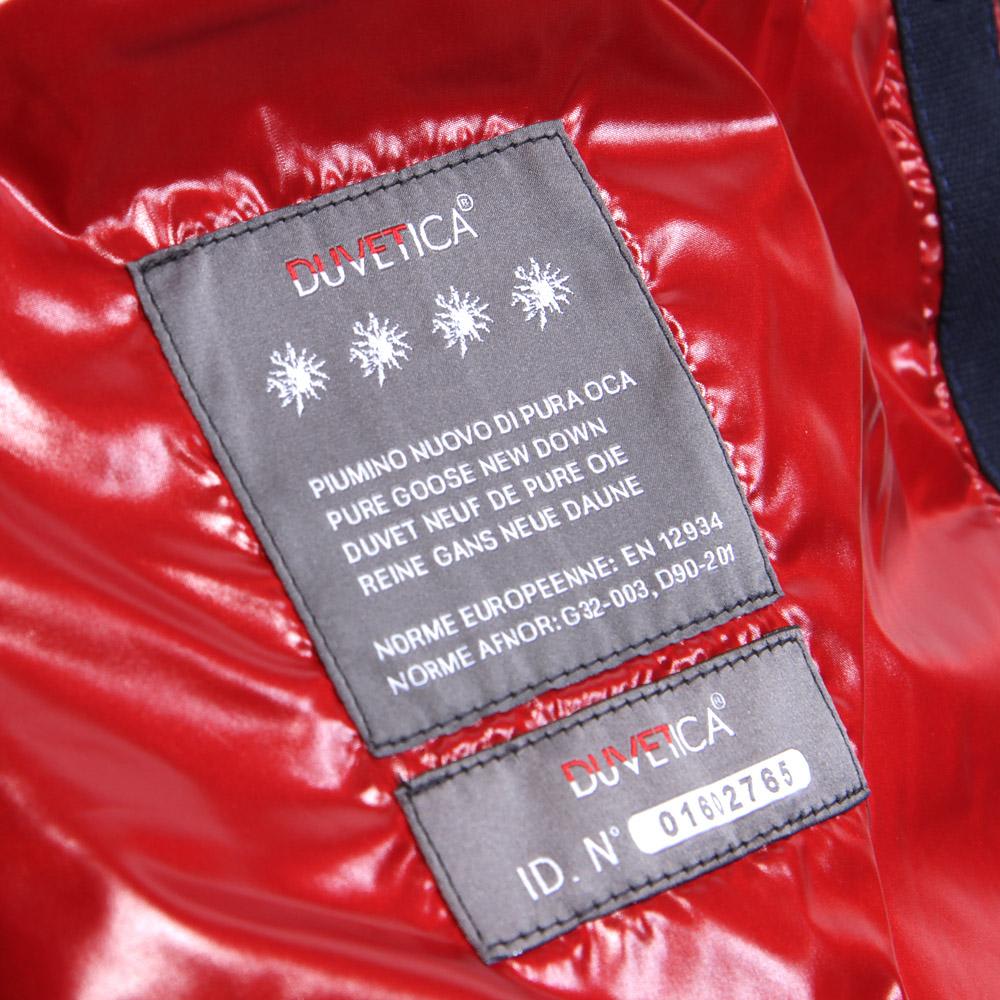 DUVETICA®
PIUMINO NUOVO DI PURA OCA
PURE GOOSE NEW DOWN
DUVET NEUF DE PURE OIE
REINE GANS NEUE DAUNE
NORME EUROPEENNE: EN 12934
NORME AFNOR: G32-003, D90-201
DUVETICA®
ID. N° 01602765